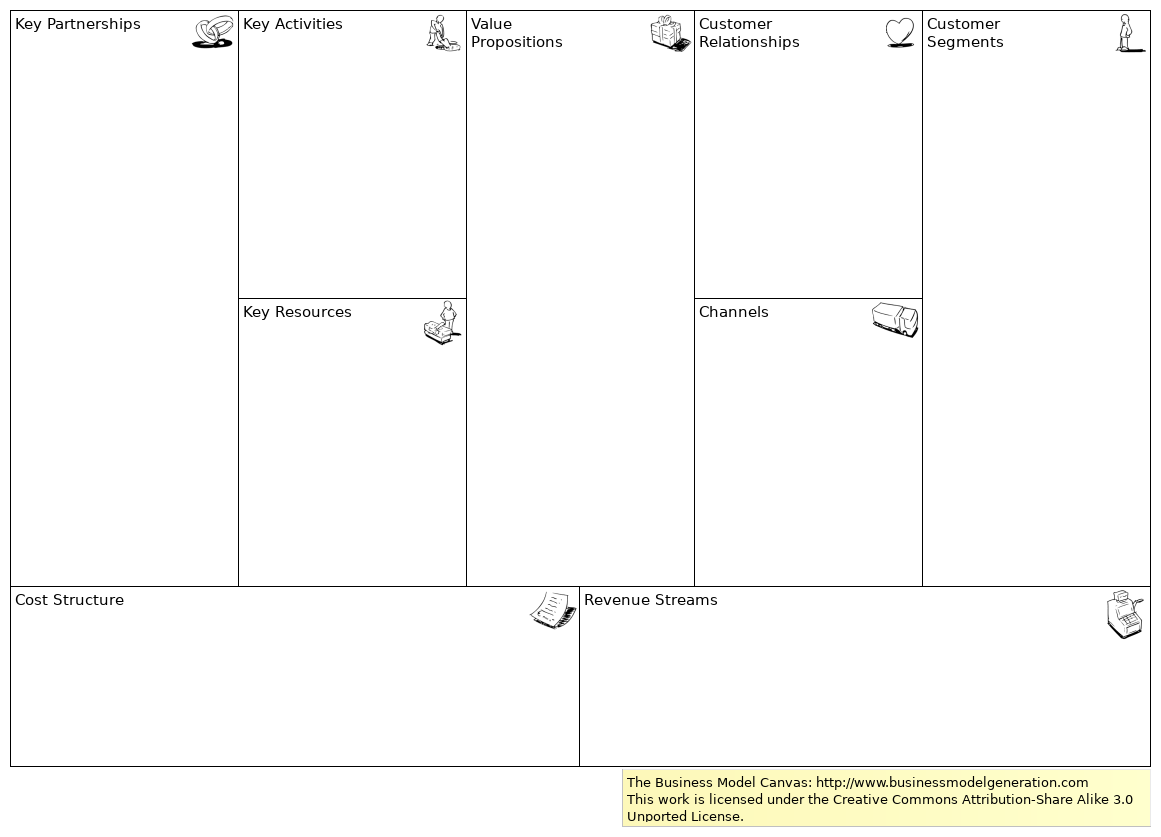 Key Partnerships
Key Activities
Value
Propositions
Customer
Relationships
Customer
Segments
Key Resources
Channels
Cost Structure
Revenue Streams
The Business Model Canvas: http://www.businessmodelgeneration.com
This work is licensed under the Creative Commons Attribution-Share Alike 3.0
Unported License.